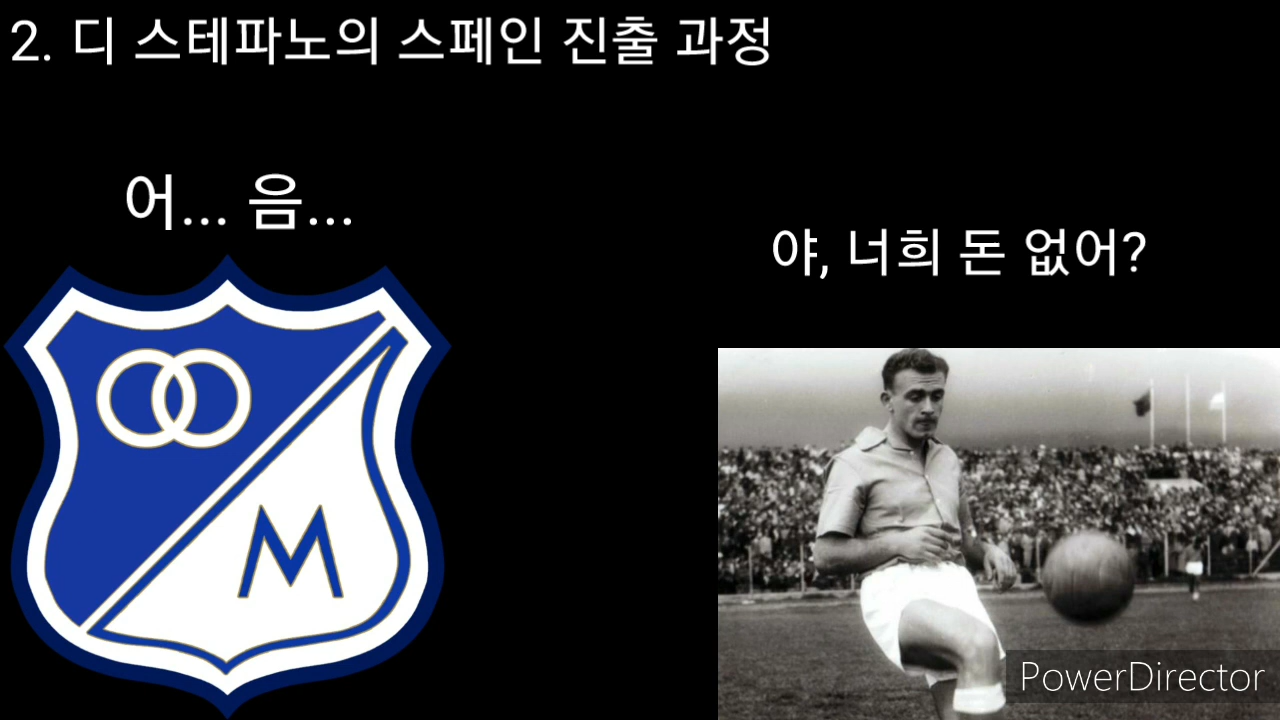 2. 디 스테파노의 스페인 진출 과정
어... 음...
야, 너희 돈 없어?
M
PowerDirector